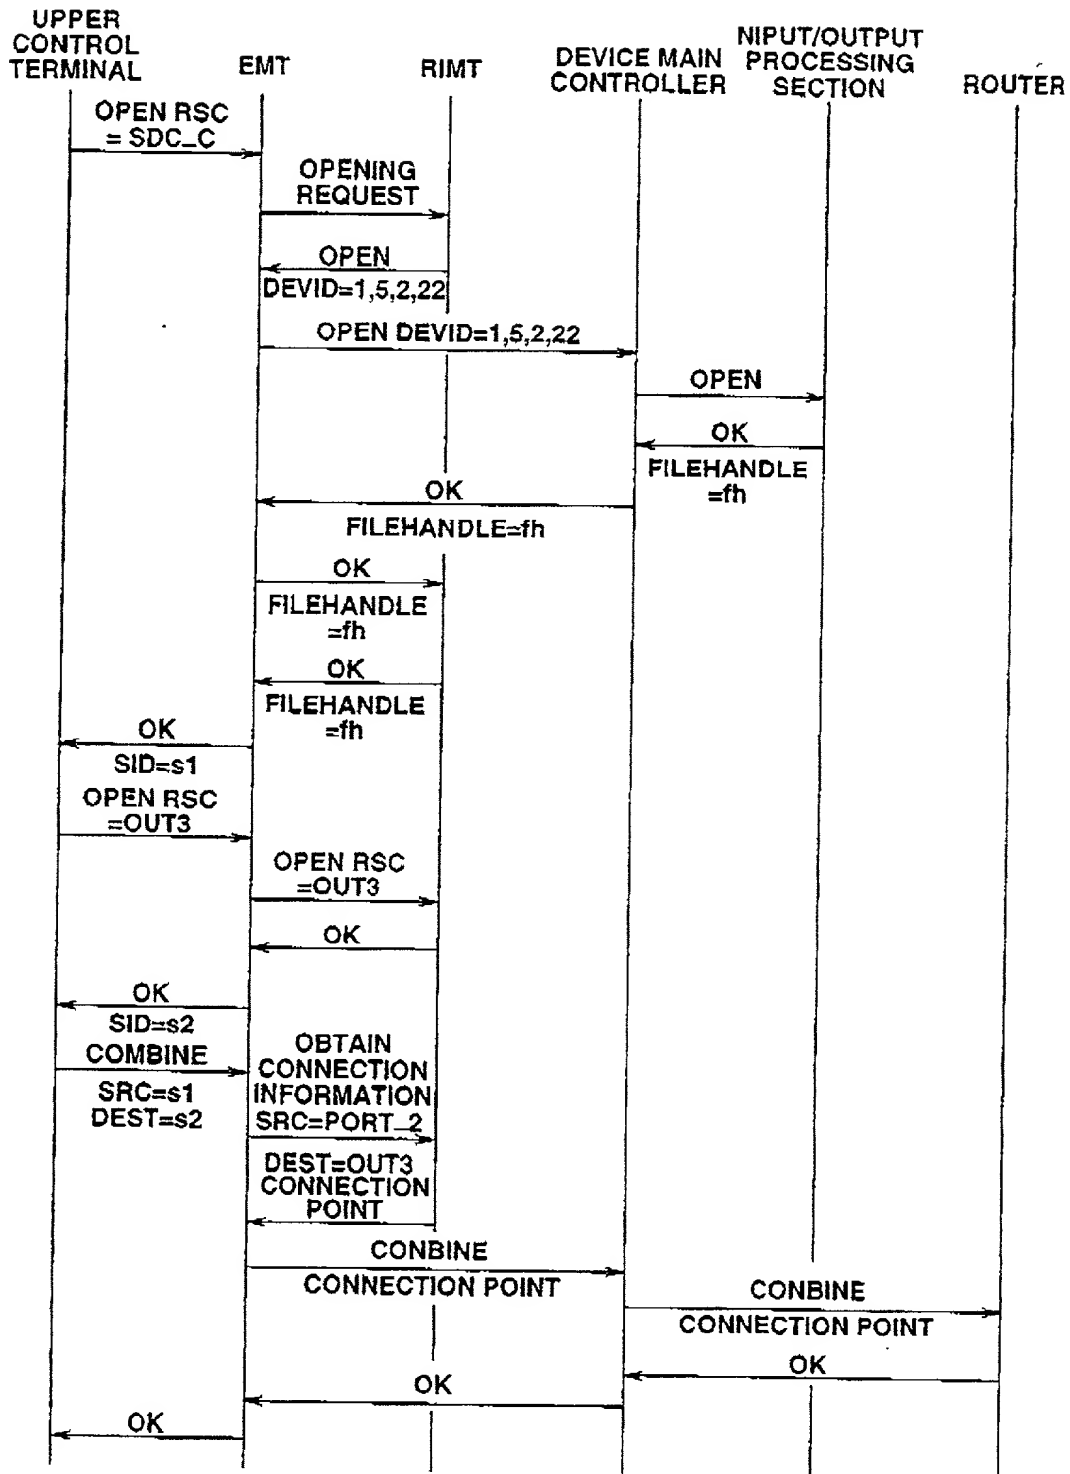 UPPER
CONTROL
TERMINAL
EMT
RIMT
DEVICE MAIN
CONTROLLER
NIPUT/OUTPUT
PROCESSING
SECTION
ROUTER
OPEN RSC
= SDC_C
OPENING
REQUEST
OPEN
DEVID=1,5,2,22
OPEN DEVID=1,5,2,22
OPEN
OK
FILEHANDLE
=fh
OK
FILEHANDLE=fh
OK
FILEHANDLE
=fh
OK
FILEHANDLE
=fh
OK
SID=s1
OPEN RSC
=OUT3
OPEN RSC
=OUT3
OK
OK
SID=s2
COMBINE
SRC=s1
DEST=s2
OBTAIN
CONNECTION
INFORMATION
SRC=PORT_2
DEST=OUT3
CONNECTION
POINT
CONBINE
CONNECTION POINT
CONBINE
CONNECTION POINT
OK
OK
OK